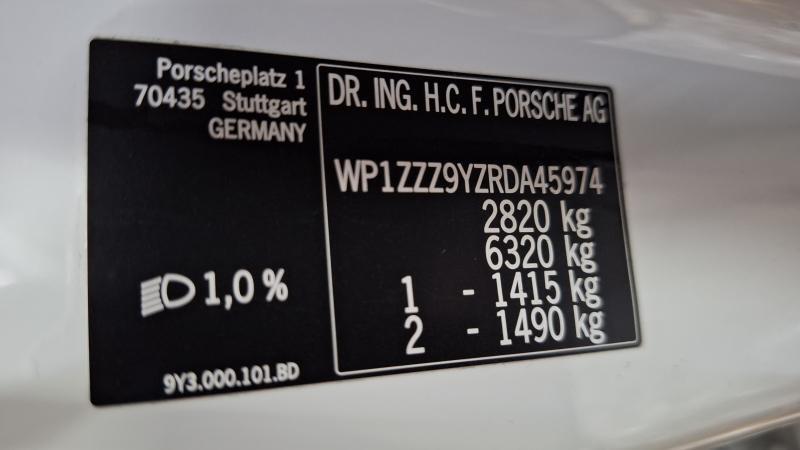 Porscheplatz 1
70435 Stuttgart
GERMANY
1,0 %
9Y3.000.101.BD
DR. ING. H.C. F. PORSCHE AG
WP1ZZZ9YZRDA45974
2820 kg
6320 kg
1 - 1415 kg
2 - 1490 kg